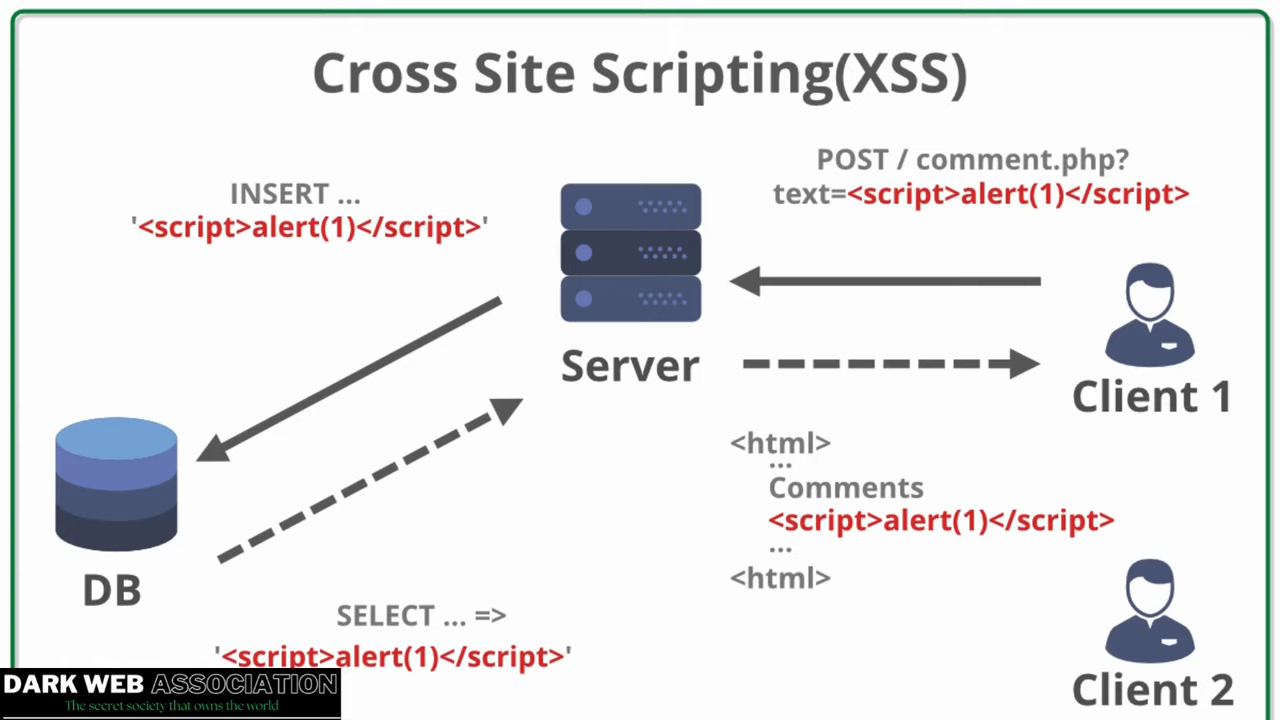 Cross Site Scripting(XSS)
POST / comment.php?
text=<script>alert(1)</script>
INSERT ...
'<script>alert(1)</script>'
Server
Client 1
<html>
...
Comments
<script>alert(1)</script>
...
<html>
DB
SELECT ... =>
'<script>alert(1)</script>'
Client 2
DARK WEB ASSOCIATION
The secret society that owns the world